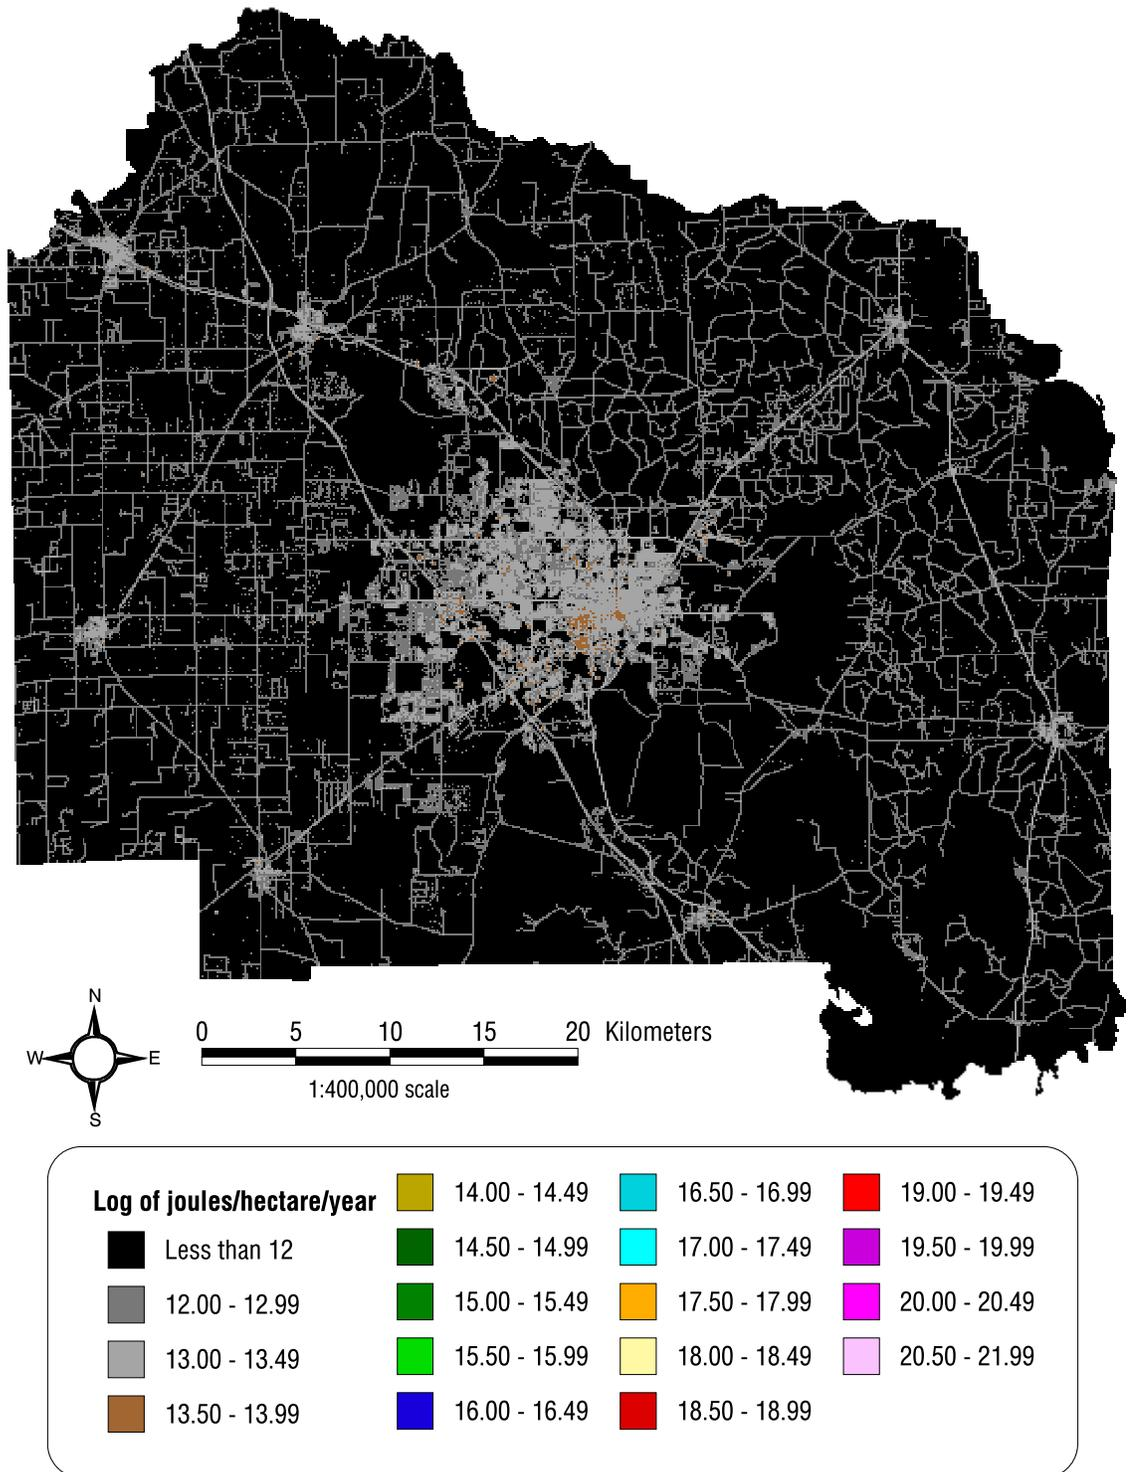 N
W E
S
0 5 10 15 20 Kilometers
1:400,000 scale
Log of joules/hectare/year
Less than 12
12.00 - 12.99
13.00 - 13.49
13.50 - 13.99
14.00 - 14.49
14.50 - 14.99
15.00 - 15.49
15.50 - 15.99
16.00 - 16.49
16.50 - 16.99
17.00 - 17.49
17.50 - 17.99
18.00 - 18.49
18.50 - 18.99
19.00 - 19.49
19.50 - 19.99
20.00 - 20.49
20.50 - 21.99